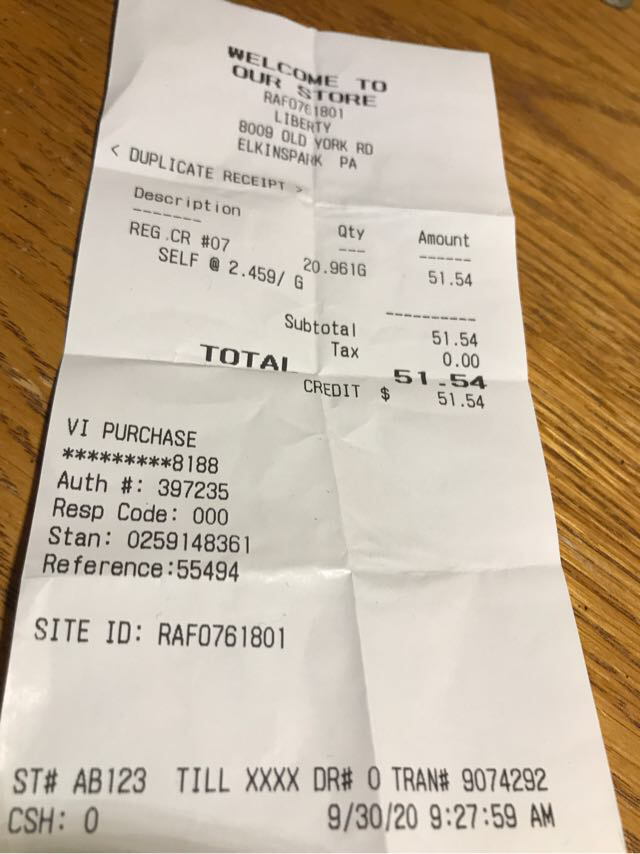 WELCOME TO
OUR STORE
RAF0761801
LIBERTY
8009 OLD YORK RD
ELKINSPARK PA
< DUPLICATE RECEIPT >
Description Qty Amount
------- --- ------
REG.CR #07 20.961G 51.54
SELF @ 2.459/ G
----------
Subtotal 51.54
Tax 0.00
TOTAL 51.54
CREDIT $ 51.54
VI PURCHASE
*********8188
Auth #: 397235
Resp Code: 000
Stan: 0259148361
Reference:55494
SITE ID: RAF0761801
ST# AB123 TILL XXXX DR# 0 TRAN# 9074292
CSH: 0 9/30/20 9:27:59 AM